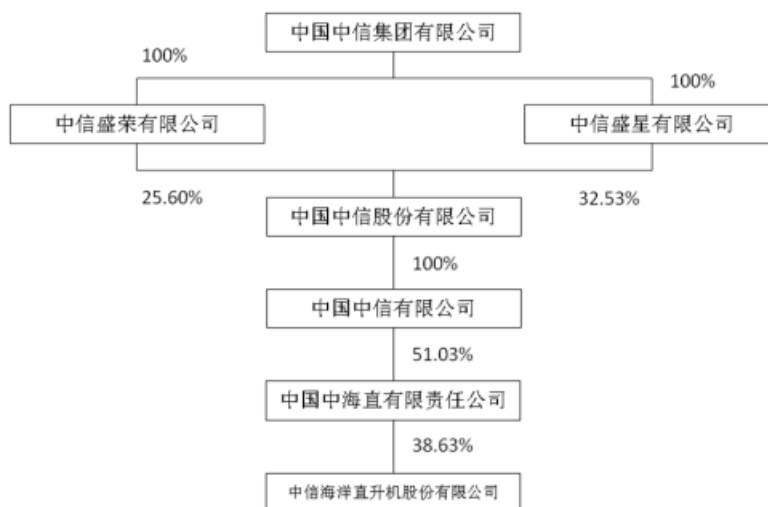 中国中信集团有限公司
100%
100%
中信盛荣有限公司
中信盛星有限公司
25.60%
32.53%
中国中信股份有限公司
100%
中国中信有限公司
51.03%
中国中海直有限责任公司
38.63%
中信海洋直升机股份有限公司